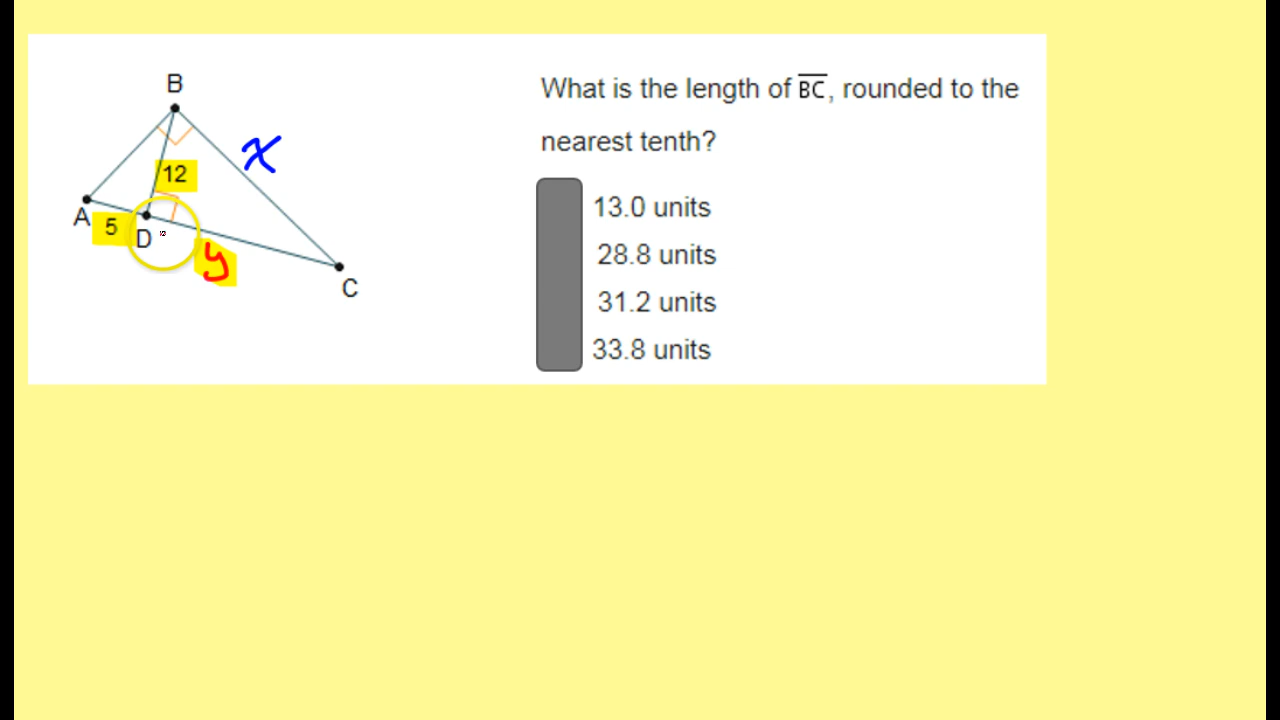 B
What is the length of BC, rounded to the
nearest tenth?
x
12
A
5
D
y
C
13.0 units
28.8 units
31.2 units
33.8 units